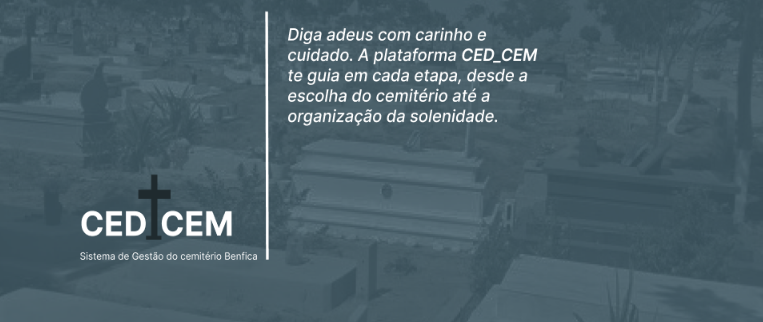 Diga adeus com carinho e
cuidado. A plataforma CED_CEM
te guia em cada etapa, desde a
escolha do cemitério até a
organização da solenidade.
CED CEM
Sistema de Gestão do cemitério Benfica